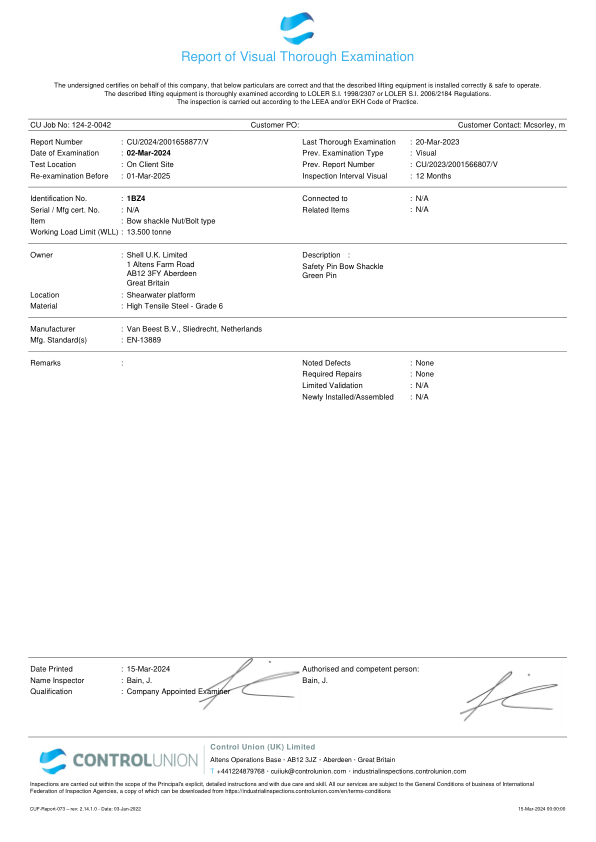 Report of Visual Thorough Examination
The undersigned certifies on behalf of this company, that below particulars are correct and that the described lifting equipment is installed correctly & safe to operate.
The described lifting equipment is thoroughly examined according to LOLER S.I. 1998/2307 or LOLER S.I. 2006/2184 Regulations.
The inspection is carried out according to the LEEA and/or EKH Code of Practice.
CU Job No: 124-2-0042 Customer PO: Customer Contact: Mcsorley, m
Report Number : CU/2024/2001658877/V Last Thorough Examination : 20-Mar-2023
Date of Examination : 02-Mar-2024 Prev. Examination Type : Visual
Test Location : On Client Site Prev. Report Number : CU/2023/2001566807/V
Re-examination Before : 01-Mar-2025 Inspection Interval Visual : 12 Months
Identification No. : 1BZ4 Connected to : N/A
Serial / Mfg cert. No. : N/A Related Items : N/A
Item : Bow shackle Nut/Bolt type
Working Load Limit (WLL) : 13.500 tonne
Owner : Shell U.K. Limited Description :
1 Altens Farm Road Safety Pin Bow Shackle
AB12 3FY Aberdeen Green Pin
Great Britain
Location : Shearwater platform
Material : High Tensile Steel - Grade 6
Manufacturer : Van Beest B.V., Sliedrecht, Netherlands
Mfg. Standard(s) : EN-13889
Remarks : Noted Defects : None
Required Repairs : None
Limited Validation : N/A
Newly Installed/Assembled : N/A
Date Printed : 15-Mar-2024 Authorised and competent person:
Name Inspector : Bain, J. Bain, J.
Qualification : Company Appointed Examiner
CONTROLUNION
Control Union (UK) Limited
Altens Operations Base · AB12 3JZ · Aberdeen · Great Britain
T +441224879768 · cuiiuk@controlunion.com · industrialinspections.controlunion.com
Inspections are carried out within the scope of the Principal's explicit, detailed instructions and with due care and skill. All our services are subject to the General Conditions of business of International
Federation of Inspection Agencies, a copy of which can be downloaded from https://industrialinspections.controlunion.com/en/terms-conditions
CUF-Report-073 – rev: 2.14.1.0 - Date: 03-Jun-2022 15-Mar-2024 00:00:00